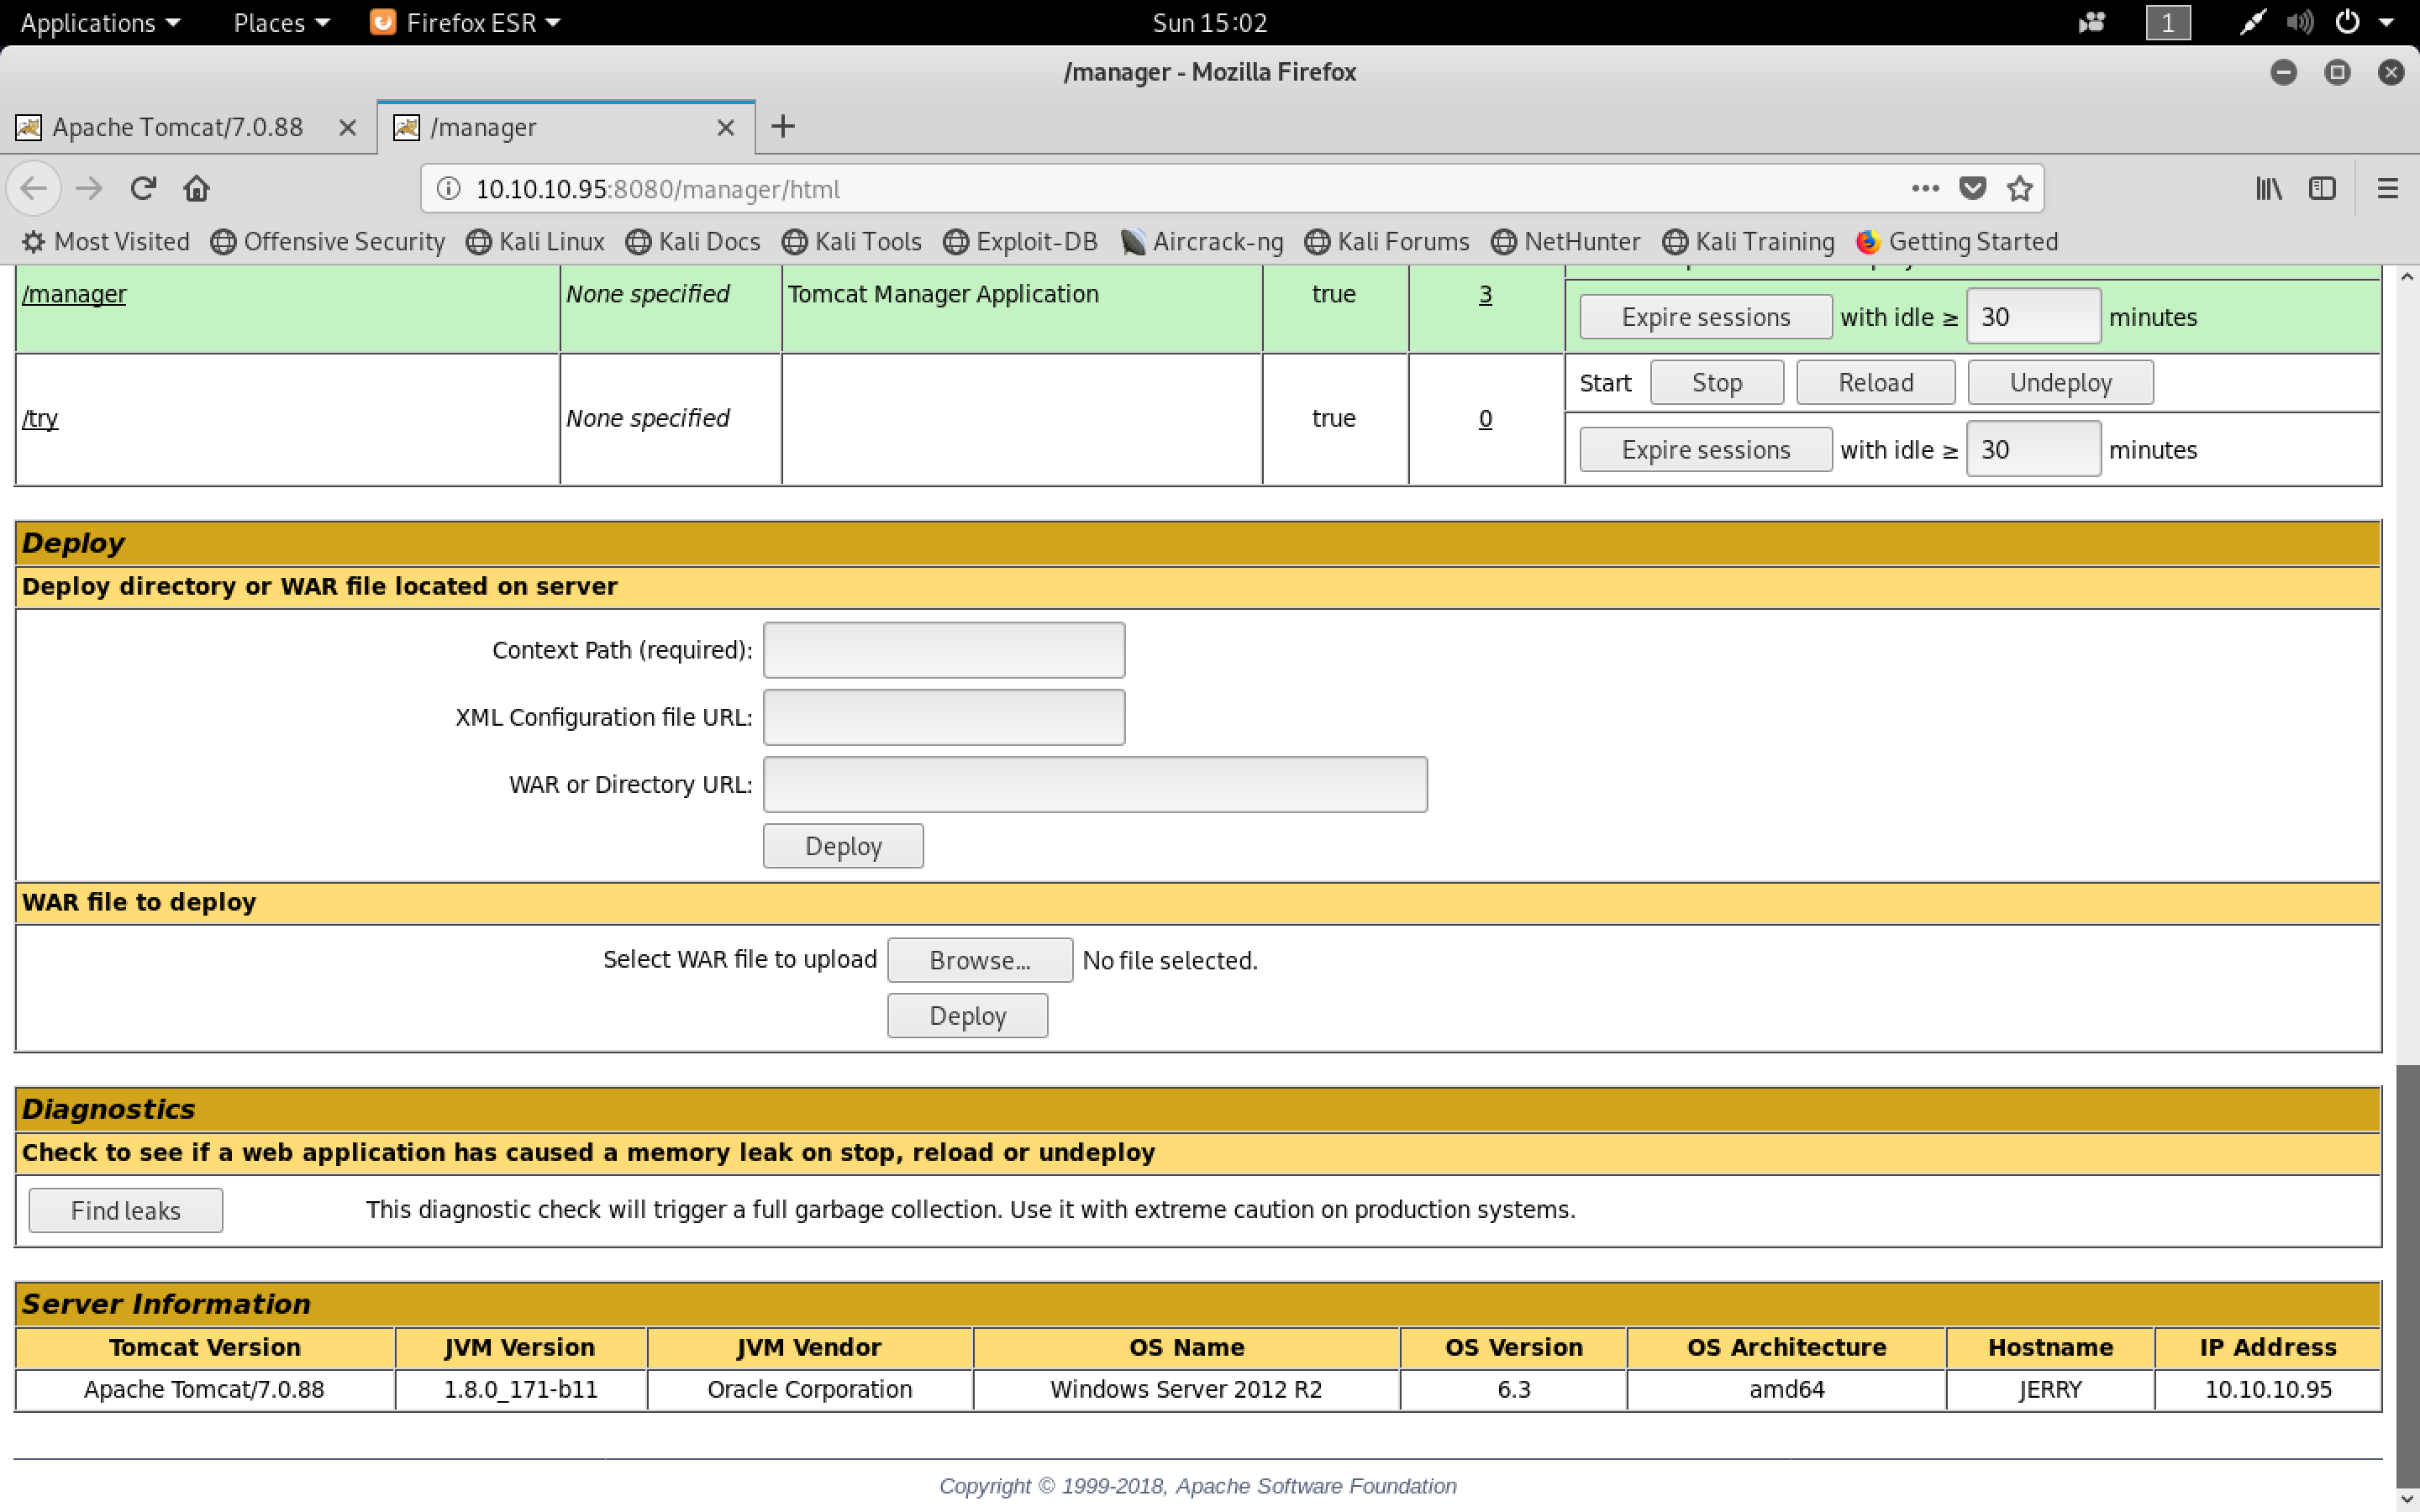 Applications Places Firefox ESR Sun 15:02 1
/manager - Mozilla Firefox
Apache Tomcat/7.0.88 /manager
10.10.10.95:8080/manager/html
Most Visited Offensive Security Kali Linux Kali Docs Kali Tools Exploit-DB Aircrack-ng Kali Forums NetHunter Kali Training Getting Started
/manager None specified Tomcat Manager Application true 3
Expire sessions with idle ≥ 30 minutes
Start Stop Reload Undeploy
/try None specified true 0
Expire sessions with idle ≥ 30 minutes
Deploy
Deploy directory or WAR file located on server
Context Path (required):
XML Configuration file URL:
WAR or Directory URL:
Deploy
WAR file to deploy
Select WAR file to upload Browse... No file selected.
Deploy
Diagnostics
Check to see if a web application has caused a memory leak on stop, reload or undeploy
Find leaks This diagnostic check will trigger a full garbage collection. Use it with extreme caution on production systems.
Server Information
Tomcat Version JVM Version JVM Vendor OS Name OS Version OS Architecture Hostname IP Address
Apache Tomcat/7.0.88 1.8.0_171-b11 Oracle Corporation Windows Server 2012 R2 6.3 amd64 JERRY 10.10.10.95
Copyright © 1999-2018, Apache Software Foundation